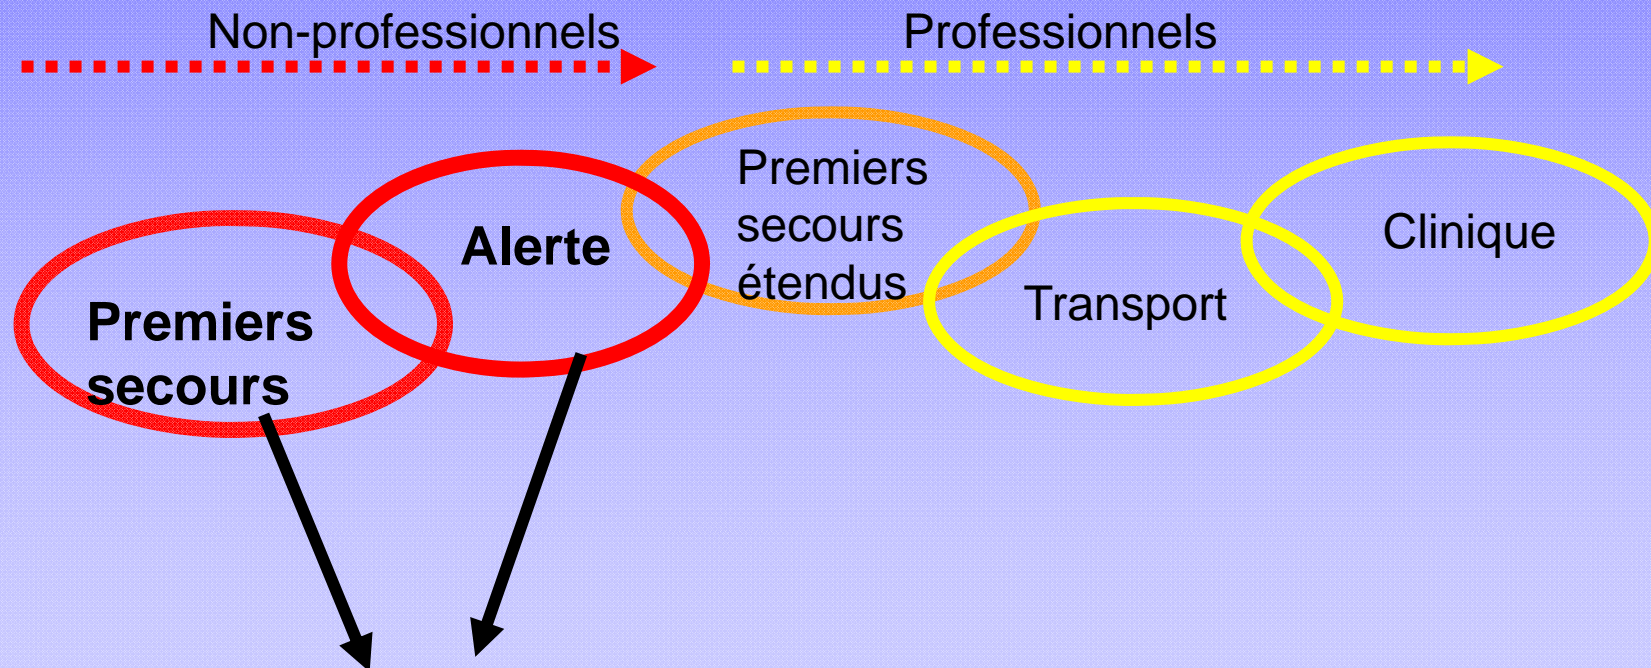 Non-professionnels
Professionnels
Premiers
secours
Alerte
Premiers
secours
étendus
Transport
Clinique